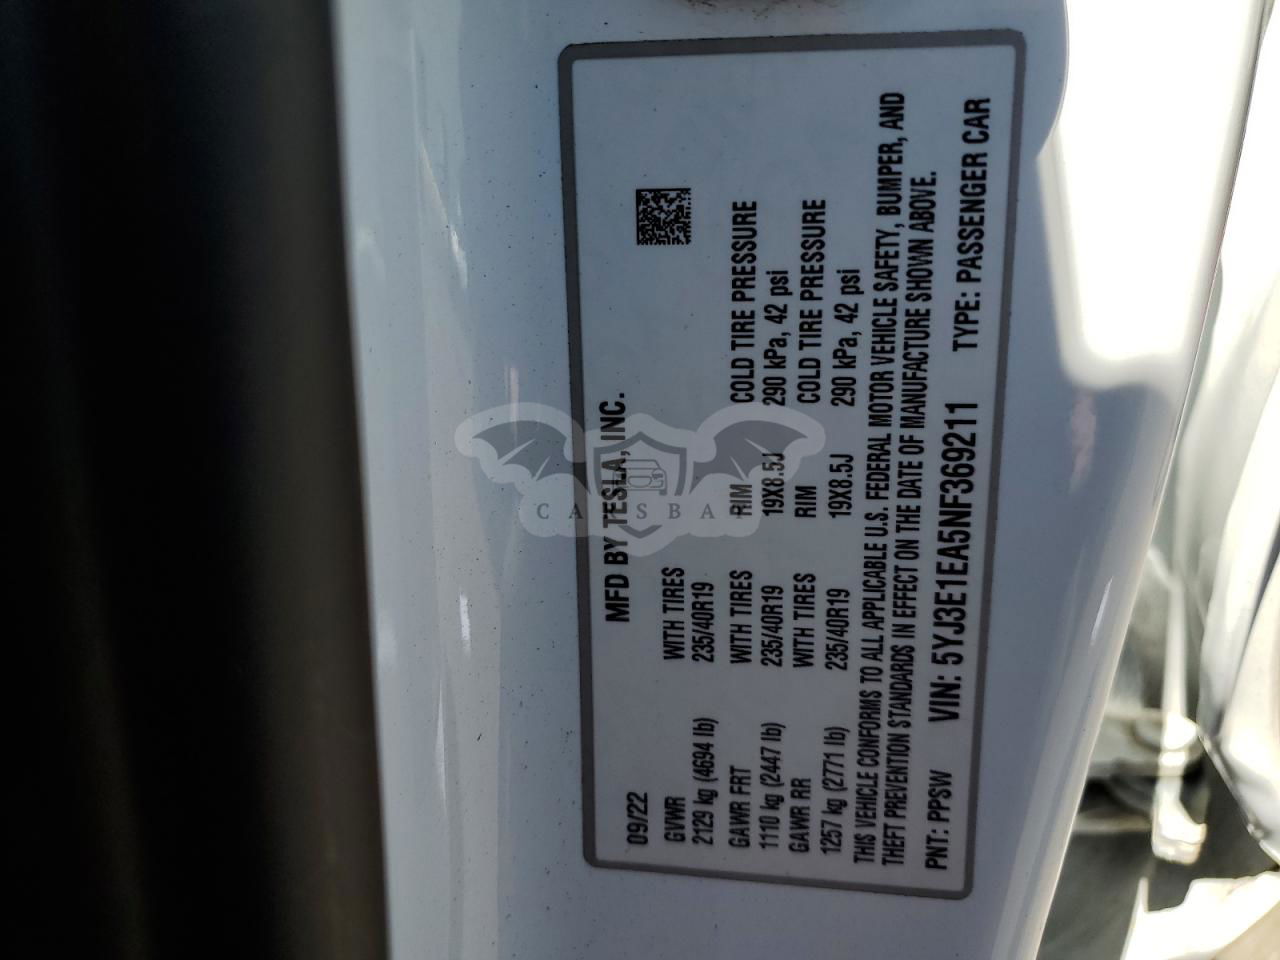 MFD BY TESLA, INC.
09/22
GVWR WITH TIRES
2129 kg (4694 lb) 235/40R19
GAWR FRT WITH TIRES RIM COLD TIRE PRESSURE
1110 kg (2447 lb) 235/40R19 19X8.5J 290 kPa, 42 psi
GAWR RR WITH TIRES RIM COLD TIRE PRESSURE
1257 kg (2771 lb) 235/40R19 19X8.5J 290 kPa, 42 psi
THIS VEHICLE CONFORMS TO ALL APPLICABLE U.S. FEDERAL MOTOR VEHICLE SAFETY, BUMPER, AND
THEFT PREVENTION STANDARDS IN EFFECT ON THE DATE OF MANUFACTURE SHOWN ABOVE.
PNT: PPSW VIN: 5YJ3E1EA5NF369211 TYPE: PASSENGER CAR